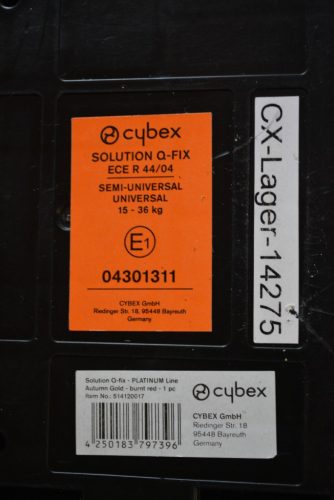 cybex
SOLUTION Q-FIX
ECE R 44/04
SEMI-UNIVERSAL
UNIVERSAL
15 - 36 kg
E1
04301311
CYBEX GmbH
Riedinger Str. 18, 95448 Bayreuth
Germany
CX-Lager-14275
Solution Q-fix - PLATINUM Line
Autumn Gold - burnt red - 1 pc
Item No.: 514120017
4 250183 797396
cybex
CYBEX GmbH
Riedinger Str. 18
95448 Bayreuth
Germany